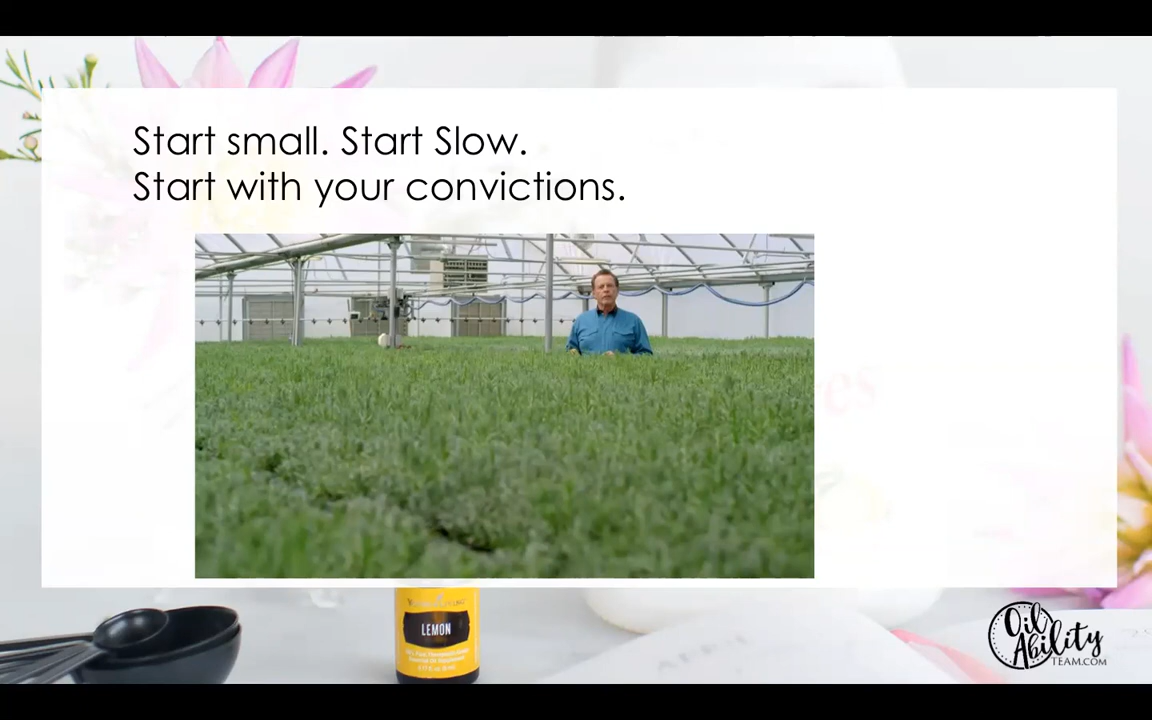 Start small. Start Slow.
Start with your convictions.
LEMON
Oil
Ability
TEAM.COM